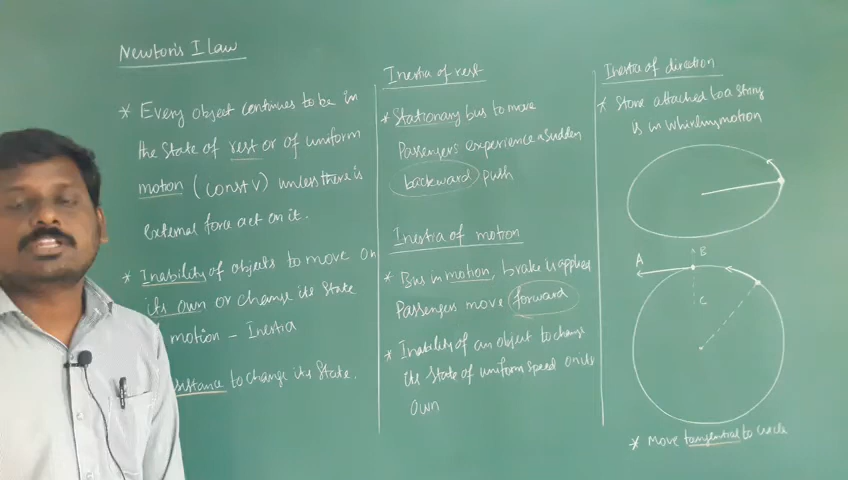 Newton's I Law
* Every object continues to be in
the state of rest or of uniform
motion (const V) unless there is
external force act on it.
* Inability of objects to move on
its own or change its state
motion - Inertia
sistance to change its state.
Inertia of rest
* Stationary bus to move
Passengers experience a sudden
backward push
Inertia of motion
* Bus in motion, brake is applied
Passengers move forward
* Inability of an object to change
its state of uniform speed on its
own
Inertia of direction
* Stone attached to a string
is in whirling motion
A
B
C
* Move tangential to circle